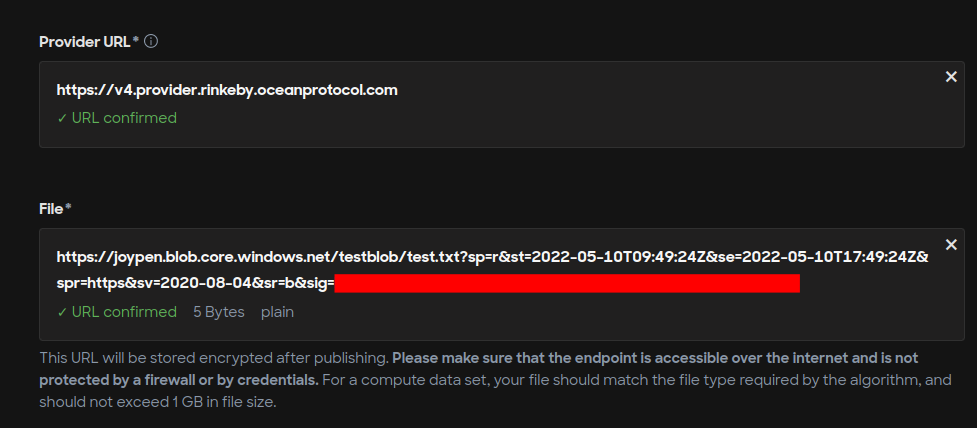 Provider URL* ⓘ
https://v4.provider.rinkeby.oceanprotocol.com
✓ URL confirmed
File*
https://joypen.blob.core.windows.net/testblob/test.txt?sp=r&st=2022-05-10T09:49:24Z&se=2022-05-10T17:49:24Z&
spr=https&sv=2020-08-04&sr=b&sig=
✓ URL confirmed 5 Bytes plain
This URL will be stored encrypted after publishing. Please make sure that the endpoint is accessible over the internet and is not
protected by a firewall or by credentials. For a compute data set, your file should match the file type required by the algorithm, and
should not exceed 1 GB in file size.